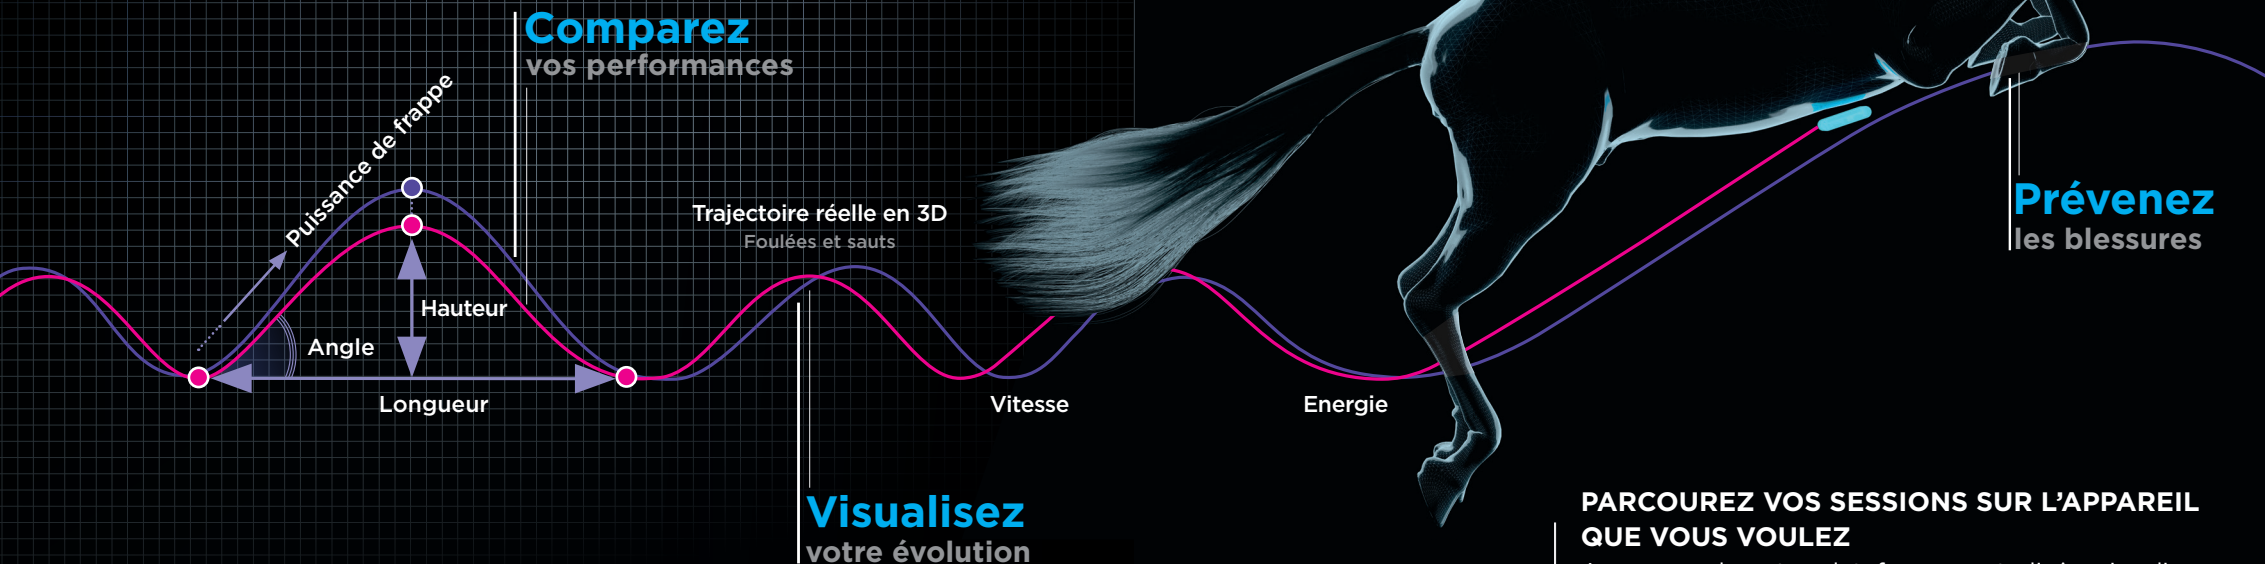 Comparez
vos performances
Puissance de frappe
Trajectoire réelle en 3D
Foulées et sauts
Hauteur
Angle
Longueur
Vitesse
Energie
Prévenez
les blessures
Visualisez
votre évolution
PARCOUREZ VOS SESSIONS SUR L’APPAREIL
QUE VOUS VOULEZ